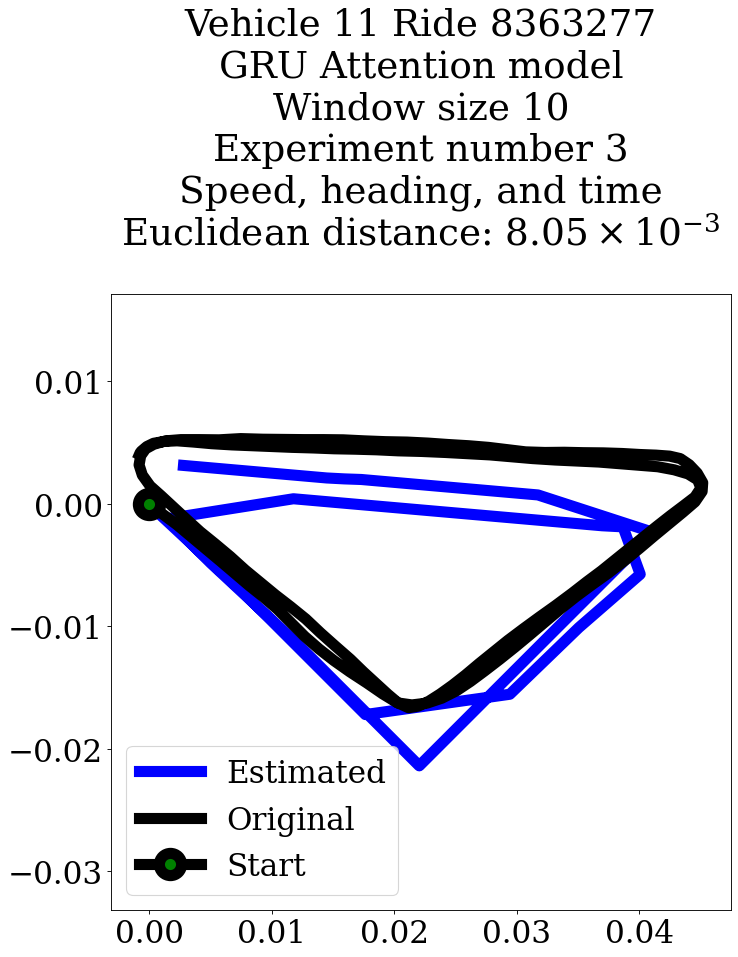 Vehicle 11 Ride 8363277
GRU Attention model
Window size 10
Experiment number 3
Speed, heading, and time
Euclidean distance: 8.05 × 10⁻³
0.01
0.00
−0.01
−0.02
−0.03
Estimated
Original
Start
0.00 0.01 0.02 0.03 0.04